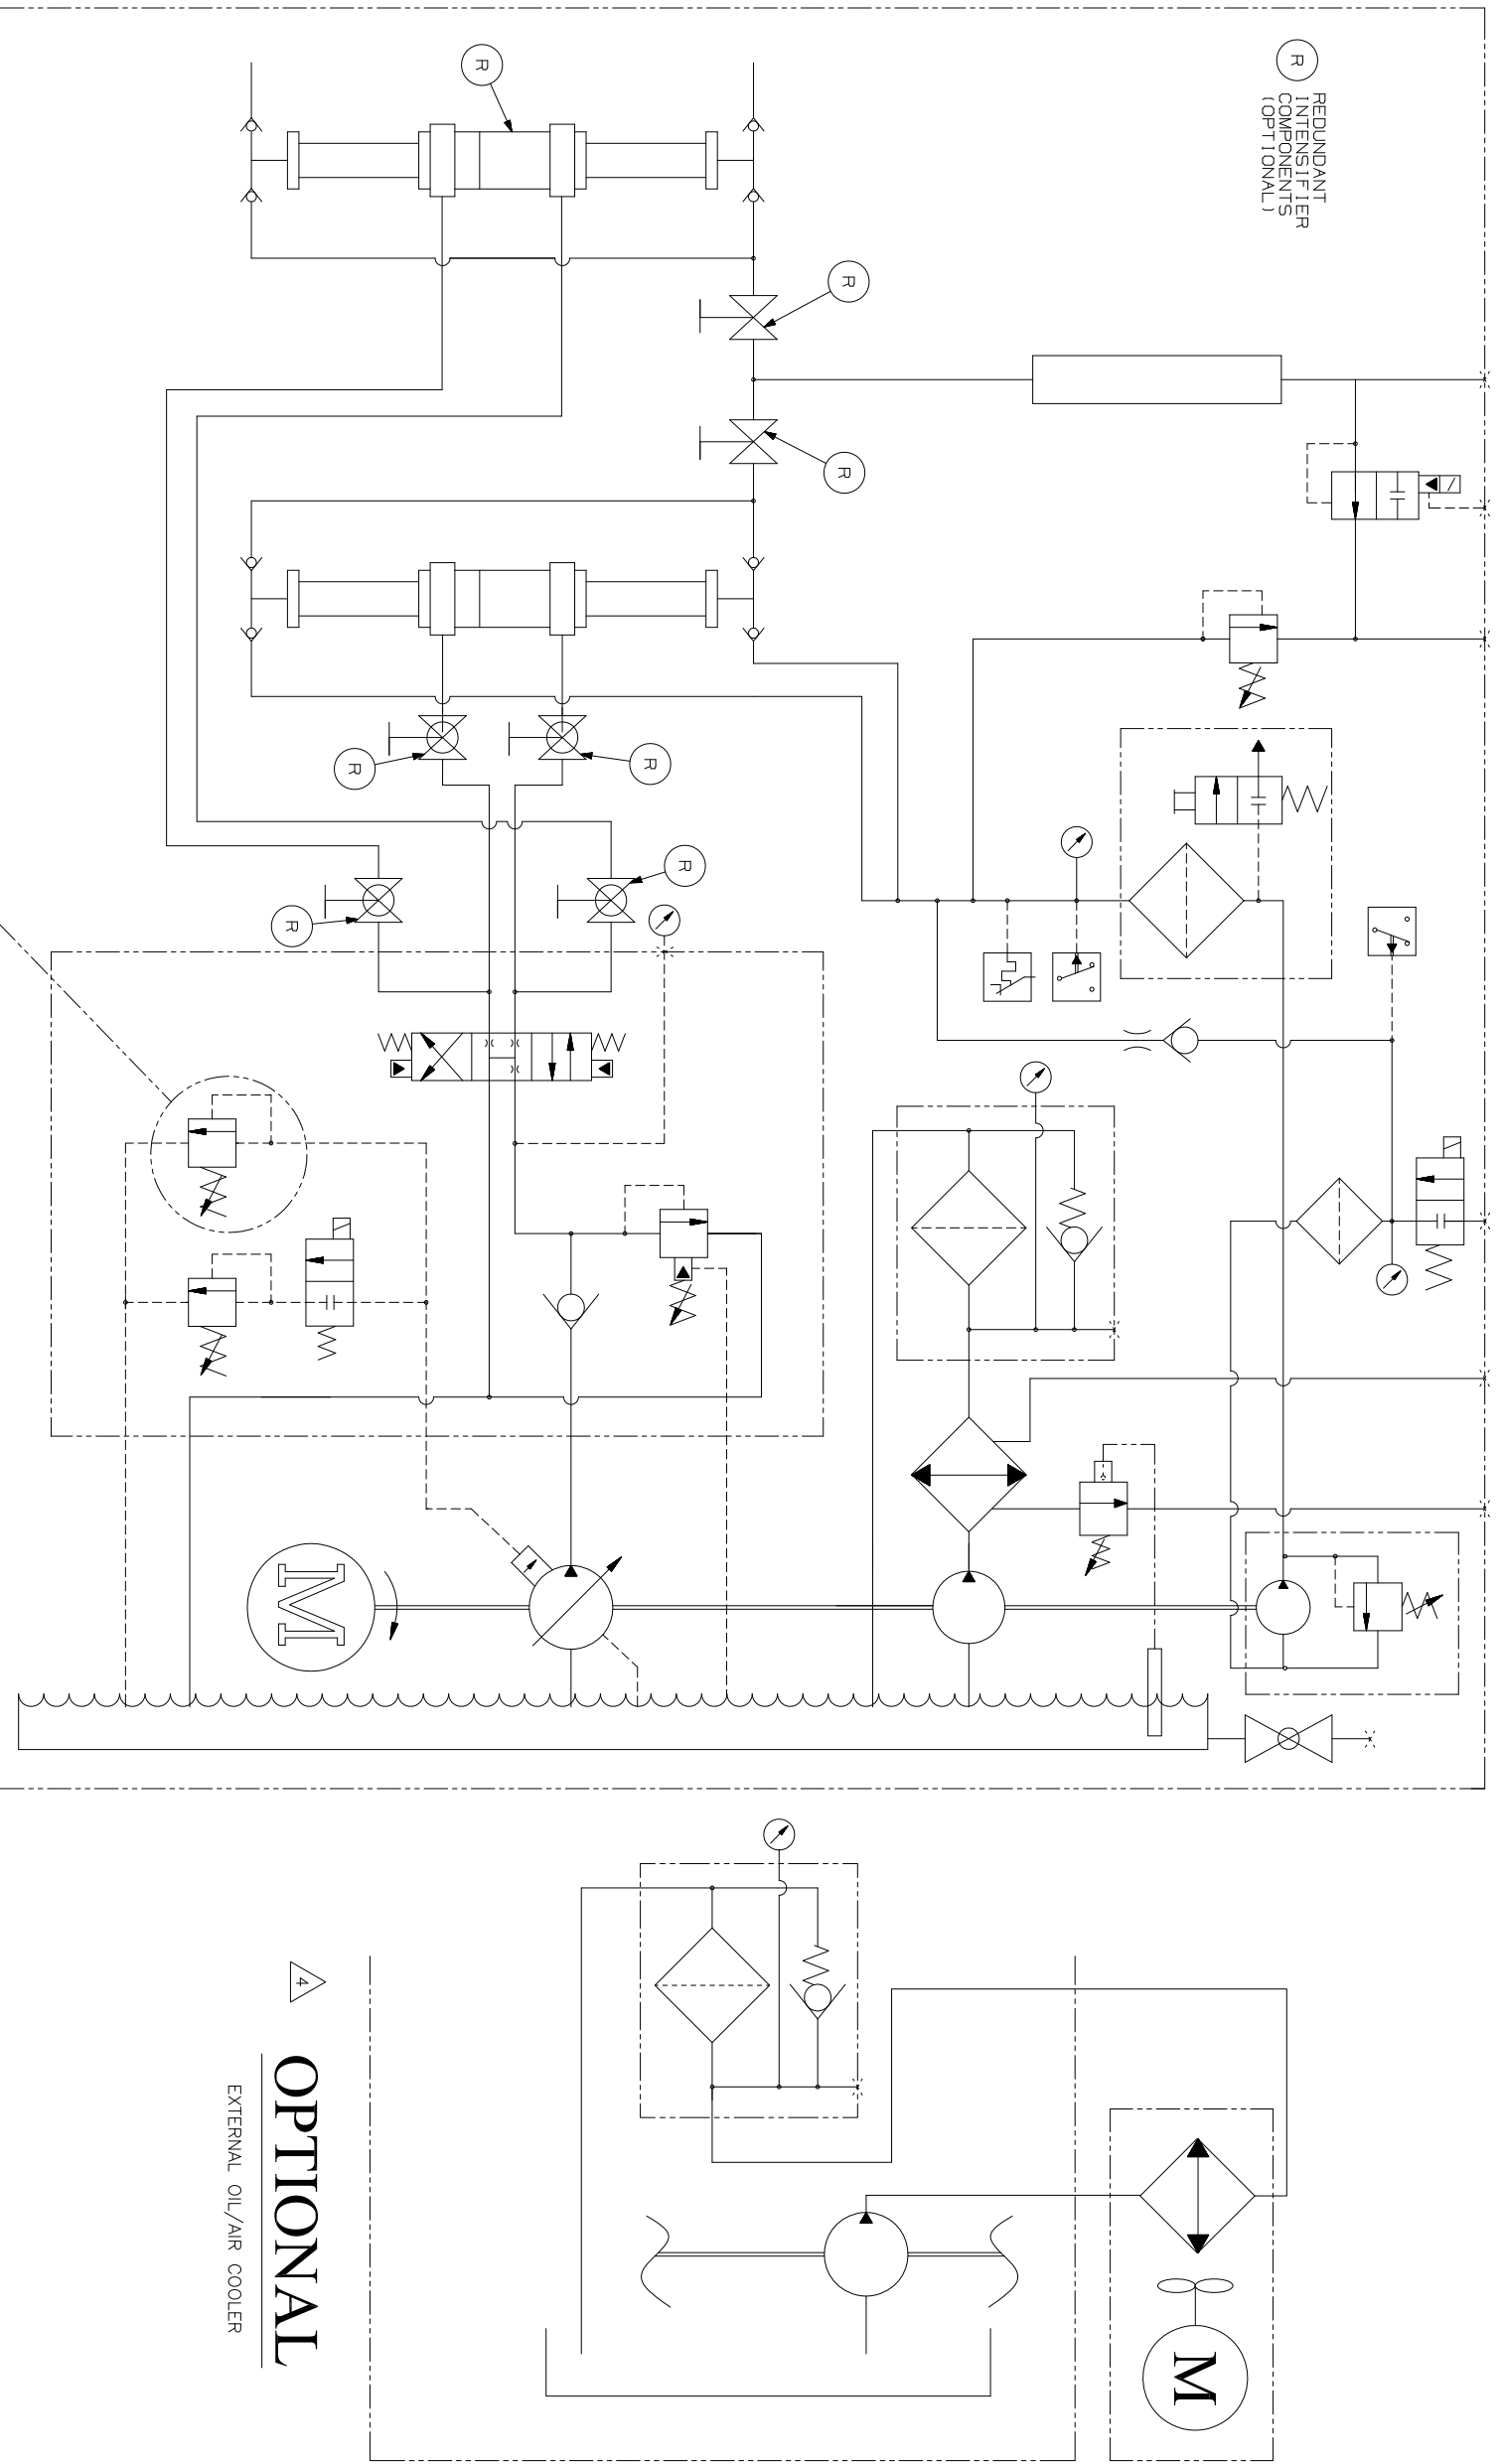 R
REDUNDANT
INTENSIFIER
COMPONENTS
(OPTIONAL)
R
R
R
R
R
R
R
M
M
4
OPTIONAL
EXTERNAL OIL/AIR COOLER